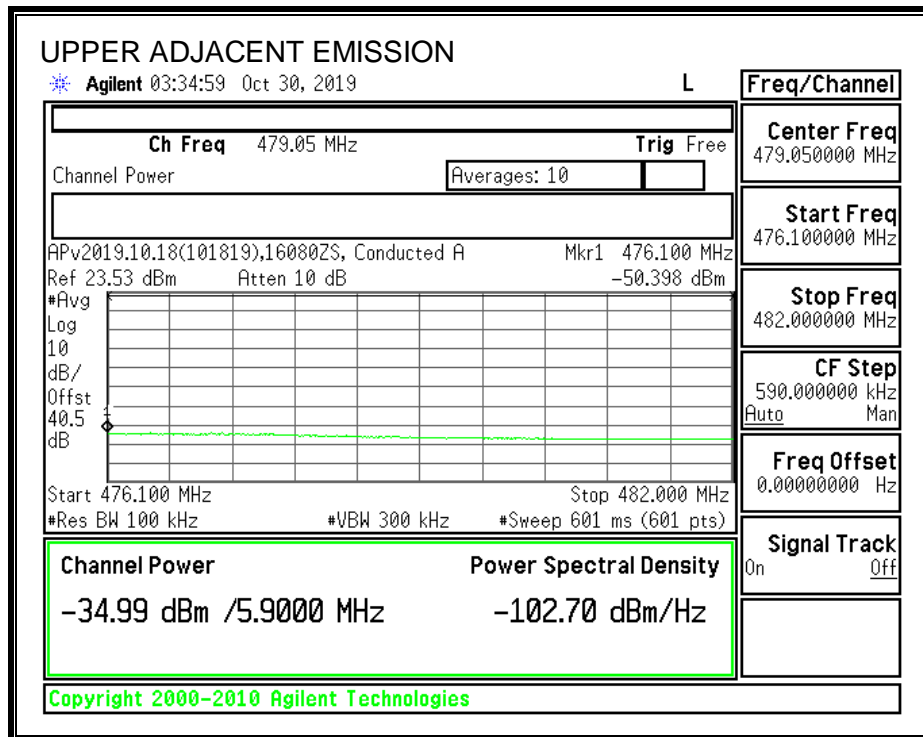 UPPER ADJACENT EMISSION
Agilent 03:34:59 Oct 30, 2019 L
Freq/Channel
Ch Freq 479.05 MHz Trig Free
Channel Power Averages: 10
APv2019.10.18(101819),16080ZS, Conducted A Mkr1 476.100 MHz
Ref 23.53 dBm Atten 10 dB -50.398 dBm
#Avg
Log
10
dB/
Offst
40.5
dB
1
Start 476.100 MHz Stop 482.000 MHz
#Res BW 100 kHz #VBW 300 kHz #Sweep 601 ms (601 pts)
Channel Power Power Spectral Density
-34.99 dBm /5.9000 MHz -102.70 dBm/Hz
Copyright 2000-2010 Agilent Technologies
Center Freq
479.050000 MHz
Start Freq
476.100000 MHz
Stop Freq
482.000000 MHz
CF Step
590.000000 kHz
Auto Man
Freq Offset
0.00000000 Hz
Signal Track
On Off